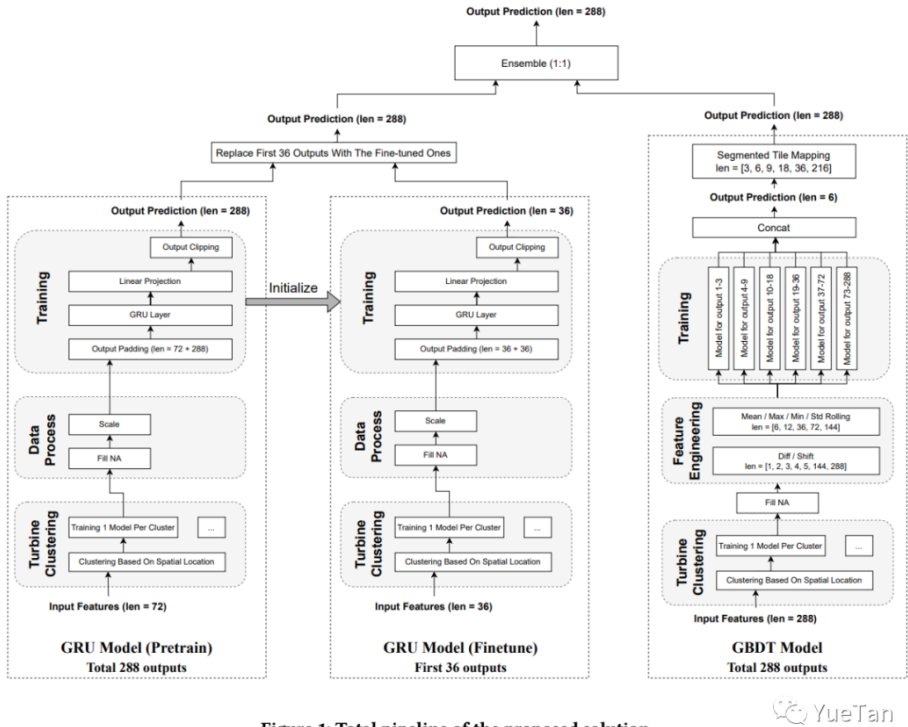 Output Prediction (len = 288)
Ensemble (1:1)
Output Prediction (len = 288)
Replace First 36 Outputs With The Fine-tuned Ones
Output Prediction (len = 288)
Output Clipping
Linear Projection
GRU Layer
Output Padding (len = 72 + 288)
Training
Scale
Fill NA
Data
Process
Training 1 Model Per Cluster
...
Clustering Based On Spatial Location
Turbine
Clustering
Input Features (len = 72)
GRU Model (Pretrain)
Total 288 outputs
Initialize
Output Prediction (len = 36)
Output Clipping
Linear Projection
GRU Layer
Output Padding (len = 36 + 36)
Training
Scale
Fill NA
Data
Process
Training 1 Model Per Cluster
...
Clustering Based On Spatial Location
Turbine
Clustering
Input Features (len = 36)
GRU Model (Finetune)
First 36 outputs
Output Prediction (len = 288)
Segmented Tile Mapping
len = [3, 6, 9, 18, 36, 216]
Output Prediction (len = 6)
Concat
Training
Model for output 1-3
Model for output 4-9
Model for output 10-18
Model for output 19-36
Model for output 37-72
Model for output 73-288
Feature
Engineering
Mean / Max / Min / Std Rolling
len = [6, 12, 36, 72, 144]
Diff / Shift
len = [1, 2, 3, 4, 5, 144, 288]
Fill NA
Turbine
Clustering
Training 1 Model Per Cluster
...
Clustering Based On Spatial Location
Input Features (len = 288)
GBDT Model
Total 288 outputs
Figure 1: Total pipeline of the proposed solution
YueTan